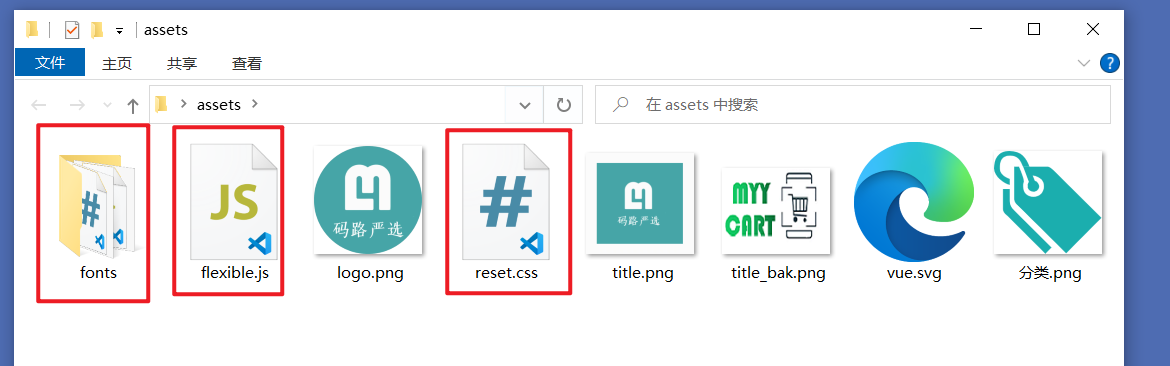 assets
文件 主页 共享 查看
assets 在 assets 中搜索
JS
码路严选
#
码路严选
MYY
CART
fonts flexible.js logo.png reset.css title.png title_bak.png vue.svg 分类.png